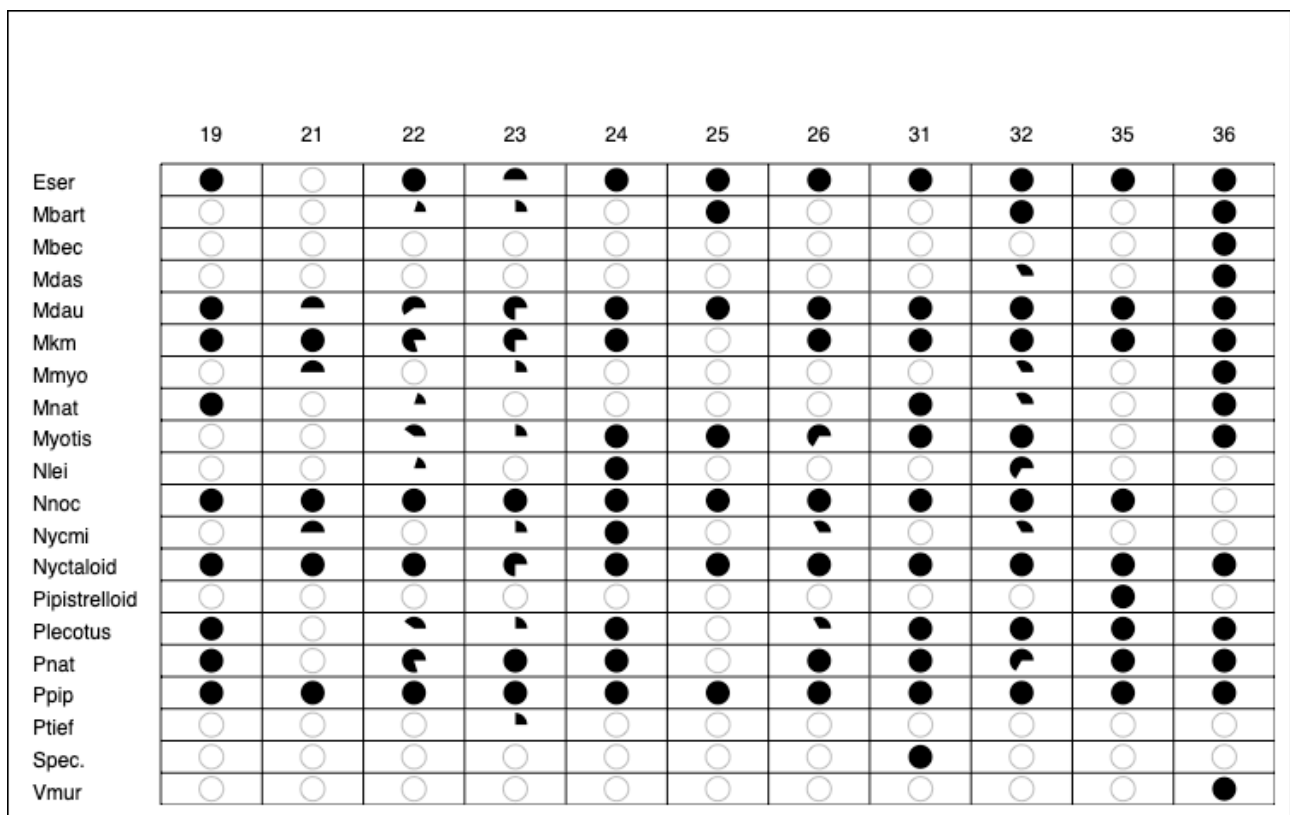 19 21 22 23 24 25 26 31 32 35 36
Eser
Mbart
Mbec
Mdas
Mdau
Mkm
Mmyo
Mnat
Myotis
Nlei
Nnoc
Nycmi
Nyctaloid
Pipistrelloid
Plecotus
Pnat
Ppip
Ptief
Spec.
Vmur